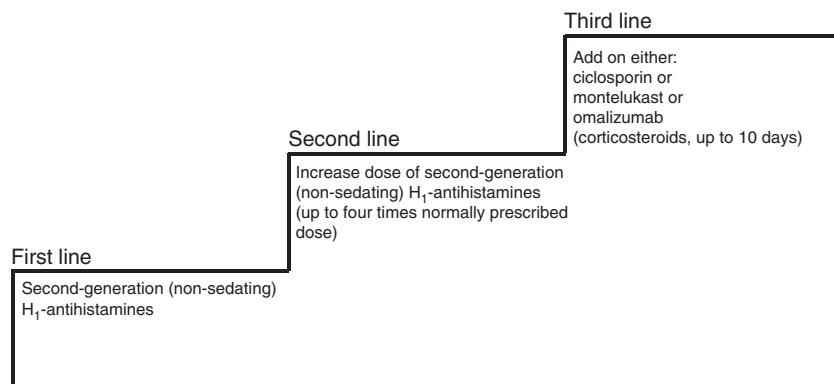 Third line
Add on either:
ciclosporin or
montelukast or
omalizumab
(corticosteroids, up to 10 days)
Second line
Increase dose of second-generation
(non-sedating) H₁-antihistamines
(up to four times normally prescribed
dose)
First line
Second-generation (non-sedating)
H₁-antihistamines